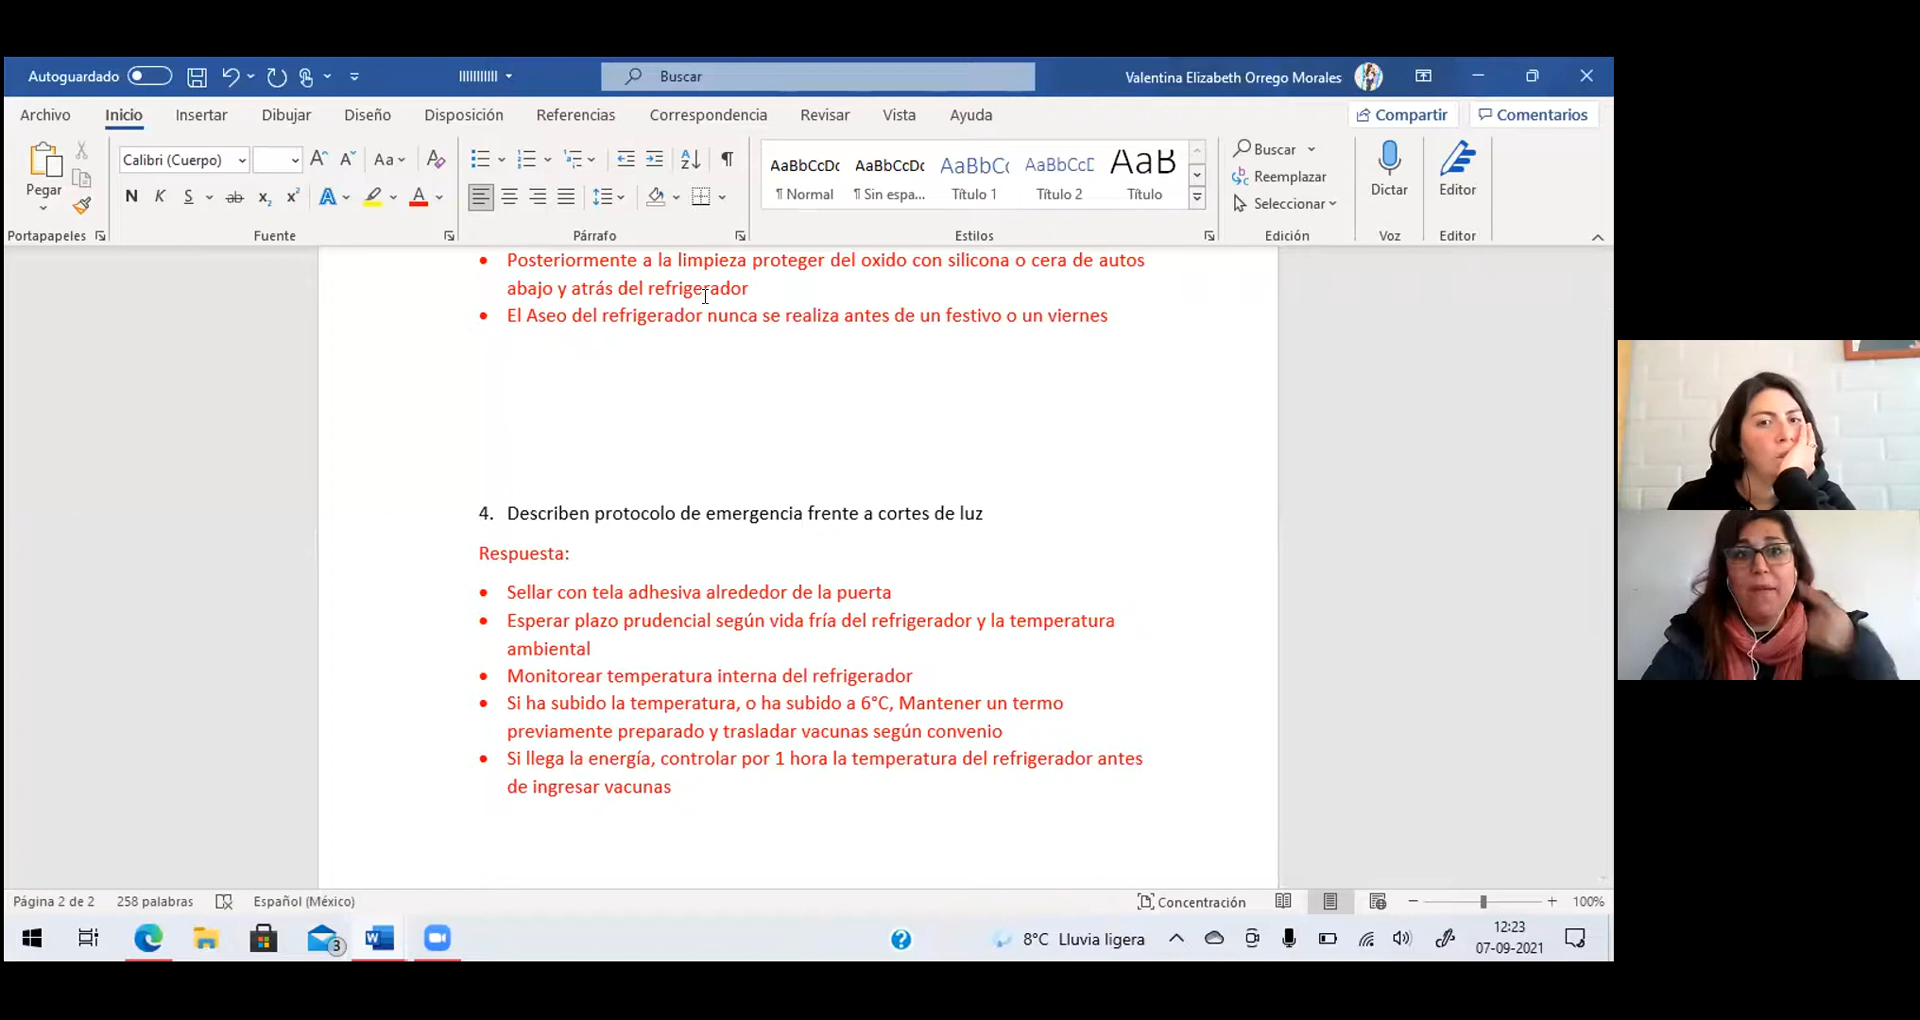 Autoguardado
Buscar
Valentina Elizabeth Orrego Morales
Archivo Inicio Insertar Dibujar Diseño Disposición Referencias Correspondencia Revisar Vista Ayuda Compartir Comentarios
Pegar
Calibri (Cuerpo)
Aa
N K S ab x₂ x² A A
AaBbCcDc AaBbCcDc AaBbC( AaBbCcD AaB
¶ Normal ¶ Sin espa... Título 1 Título 2 Título
Buscar
Reemplazar
Seleccionar
Dictar
Editor
Portapapeles Fuente Párrafo Estilos Edición Voz Editor
• Posteriormente a la limpieza proteger del oxido con silicona o cera de autos
abajo y atrás del refrigerador
• El Aseo del refrigerador nunca se realiza antes de un festivo o un viernes
4. Describen protocolo de emergencia frente a cortes de luz
Respuesta:
• Sellar con tela adhesiva alrededor de la puerta
• Esperar plazo prudencial según vida fría del refrigerador y la temperatura
ambiental
• Monitorear temperatura interna del refrigerador
• Si ha subido la temperatura, o ha subido a 6°C, Mantener un termo
previamente preparado y trasladar vacunas según convenio
• Si llega la energía, controlar por 1 hora la temperatura del refrigerador antes
de ingresar vacunas
Página 2 de 2 258 palabras Español (México) Concentración 100%
3
8°C Lluvia ligera
12:23
07-09-2021